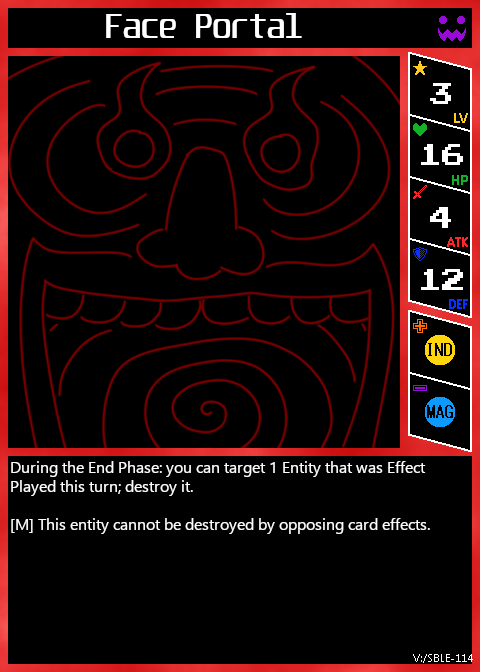 Face Portal
3
LV
16
HP
4
ATK
12
DEF
IND
MAG
During the End Phase: you can target 1 Entity that was Effect
Played this turn; destroy it.
[M] This entity cannot be destroyed by opposing card effects.
V:/SBLE-114